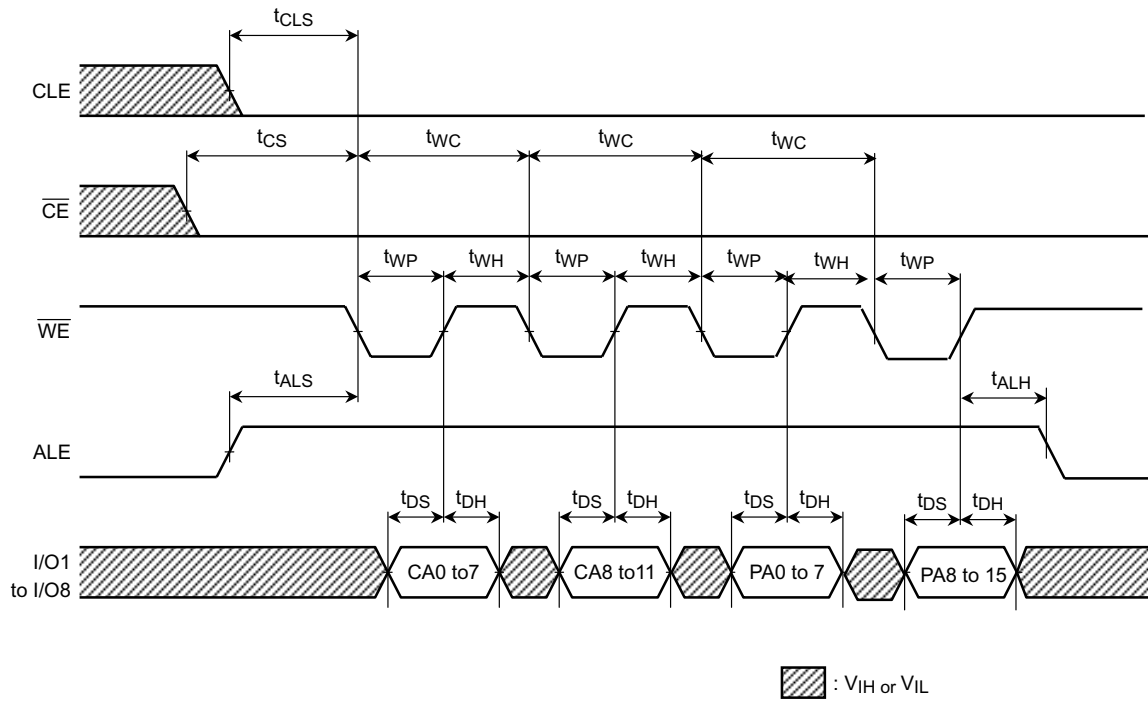 tCLS
CLE
tCS tWC tWC tWC
CE
tWP tWH tWP tWH tWP tWH tWP
WE
tALS tALH
ALE
tDS tDH tDS tDH tDS tDH tDS tDH
I/O1
to I/O8
CA0 to7 CA8 to11 PA0 to 7 PA8 to 15
: VIH or VIL